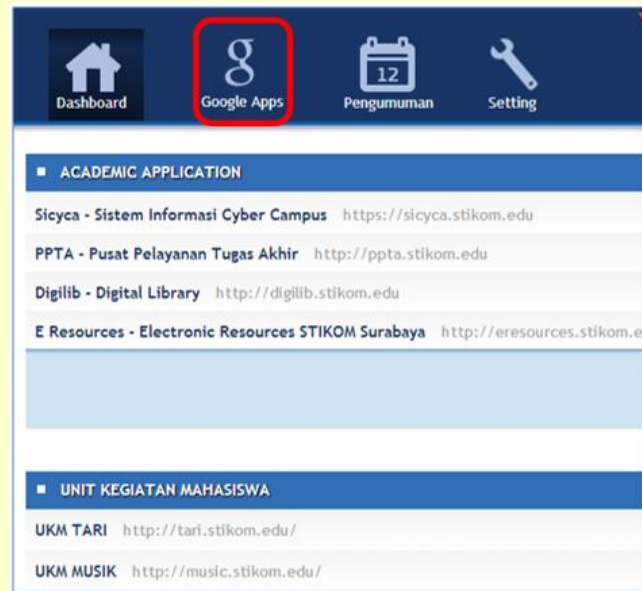 g
12
Dashboard Google Apps Pengumuman Setting
ACADEMIC APPLICATION
Sicyca - Sistem Informasi Cyber Campus https://sicyca.stikom.edu
PPTA - Pusat Pelayanan Tugas Akhir http://ppta.stikom.edu
Digilib - Digital Library http://digilib.stikom.edu
E Resources - Electronic Resources STIKOM Surabaya http://eresources.stikom.e
UNIT KEGIATAN MAHASISWA
UKM TARI http://tari.stikom.edu/
UKM MUSIK http://music.stikom.edu/